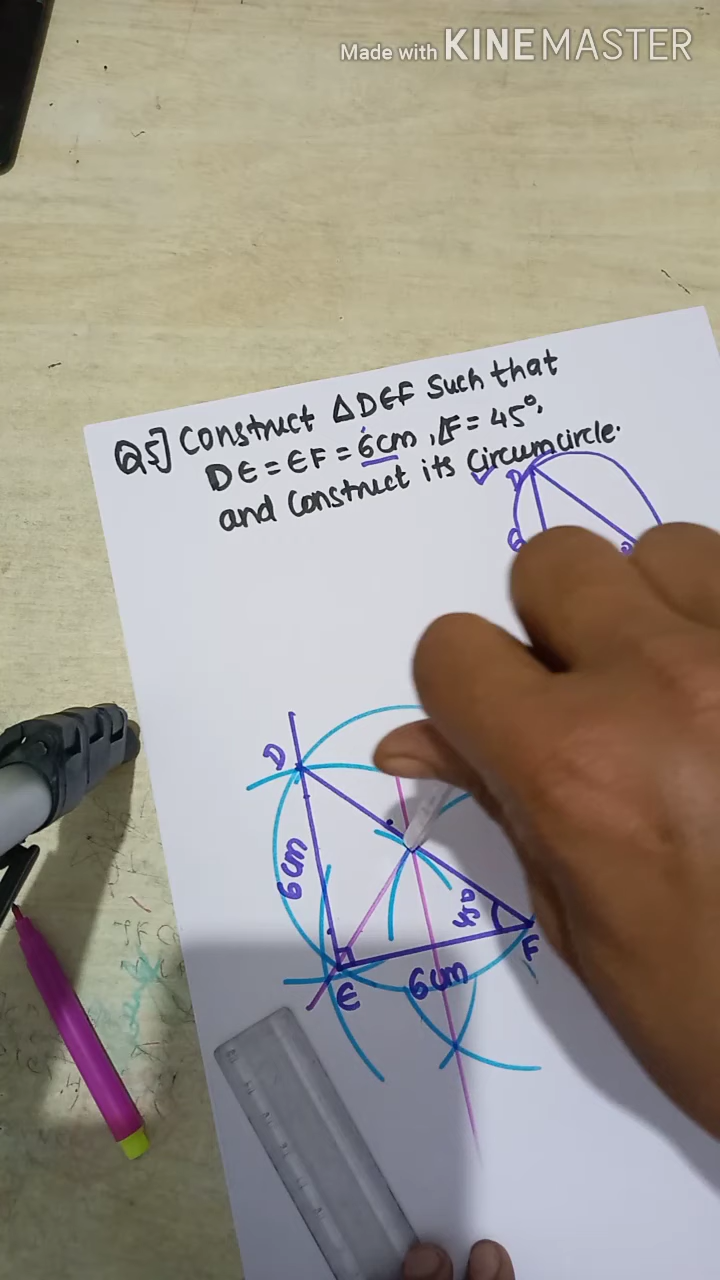 Made with KINEMASTER
Q5] Construct ΔDEF Such that
DE = EF = 6cm, ∠F = 45°,
and Construct its Circumcircle.
D
D
6cm
45°
F
E
6cm